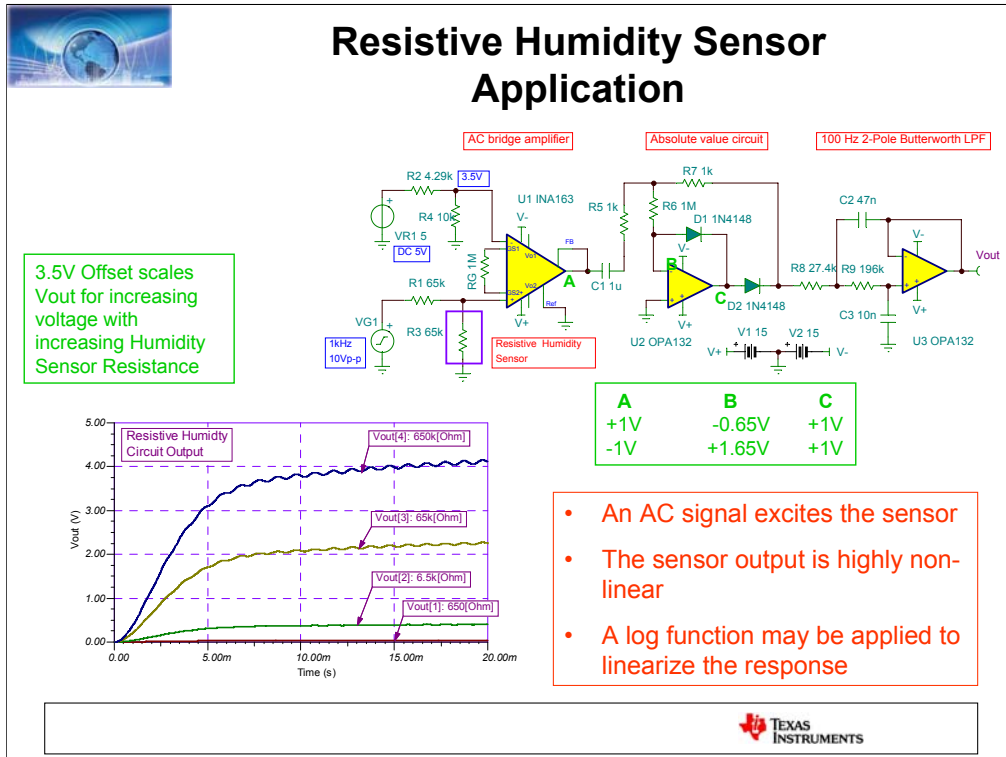 Resistive Humidity Sensor
Application
AC bridge amplifier
Absolute value circuit
100 Hz 2-Pole Butterworth LPF
R2 4.29k
3.5V
R4 10k
VR1 5
DC 5V
U1 INA163
V-
GS1
Vo1
FB
RG 1M
A
GS2
Vo2
Ref
V+
R1 65k
VG1
1kHz
10Vp-p
R3 65k
Resistive Humidity
Sensor
C1 1u
R5 1k
R7 1k
R6 1M
D1 1N4148
V-
B
C
D2 1N4148
V+
U2 OPA132
V1 15
V2 15
V+
V-
R8 27.4k
R9 196k
C2 47n
C3 10n
V-
V+
U3 OPA132
Vout
3.5V Offset scales
Vout for increasing
voltage with
increasing Humidity
Sensor Resistance
A B C
+1V -0.65V +1V
-1V +1.65V +1V
Resistive Humidty
Circuit Output
Vout[4]: 650k[Ohm]
Vout[3]: 65k[Ohm]
Vout[2]: 6.5k[Ohm]
Vout[1]: 650[Ohm]
Vout (V)
5.00
4.00
3.00
2.00
1.00
0.00
0.00 5.00m 10.00m 15.00m 20.00m
Time (s)
• An AC signal excites the sensor
• The sensor output is highly non-
linear
• A log function may be applied to
linearize the response
TEXAS
INSTRUMENTS